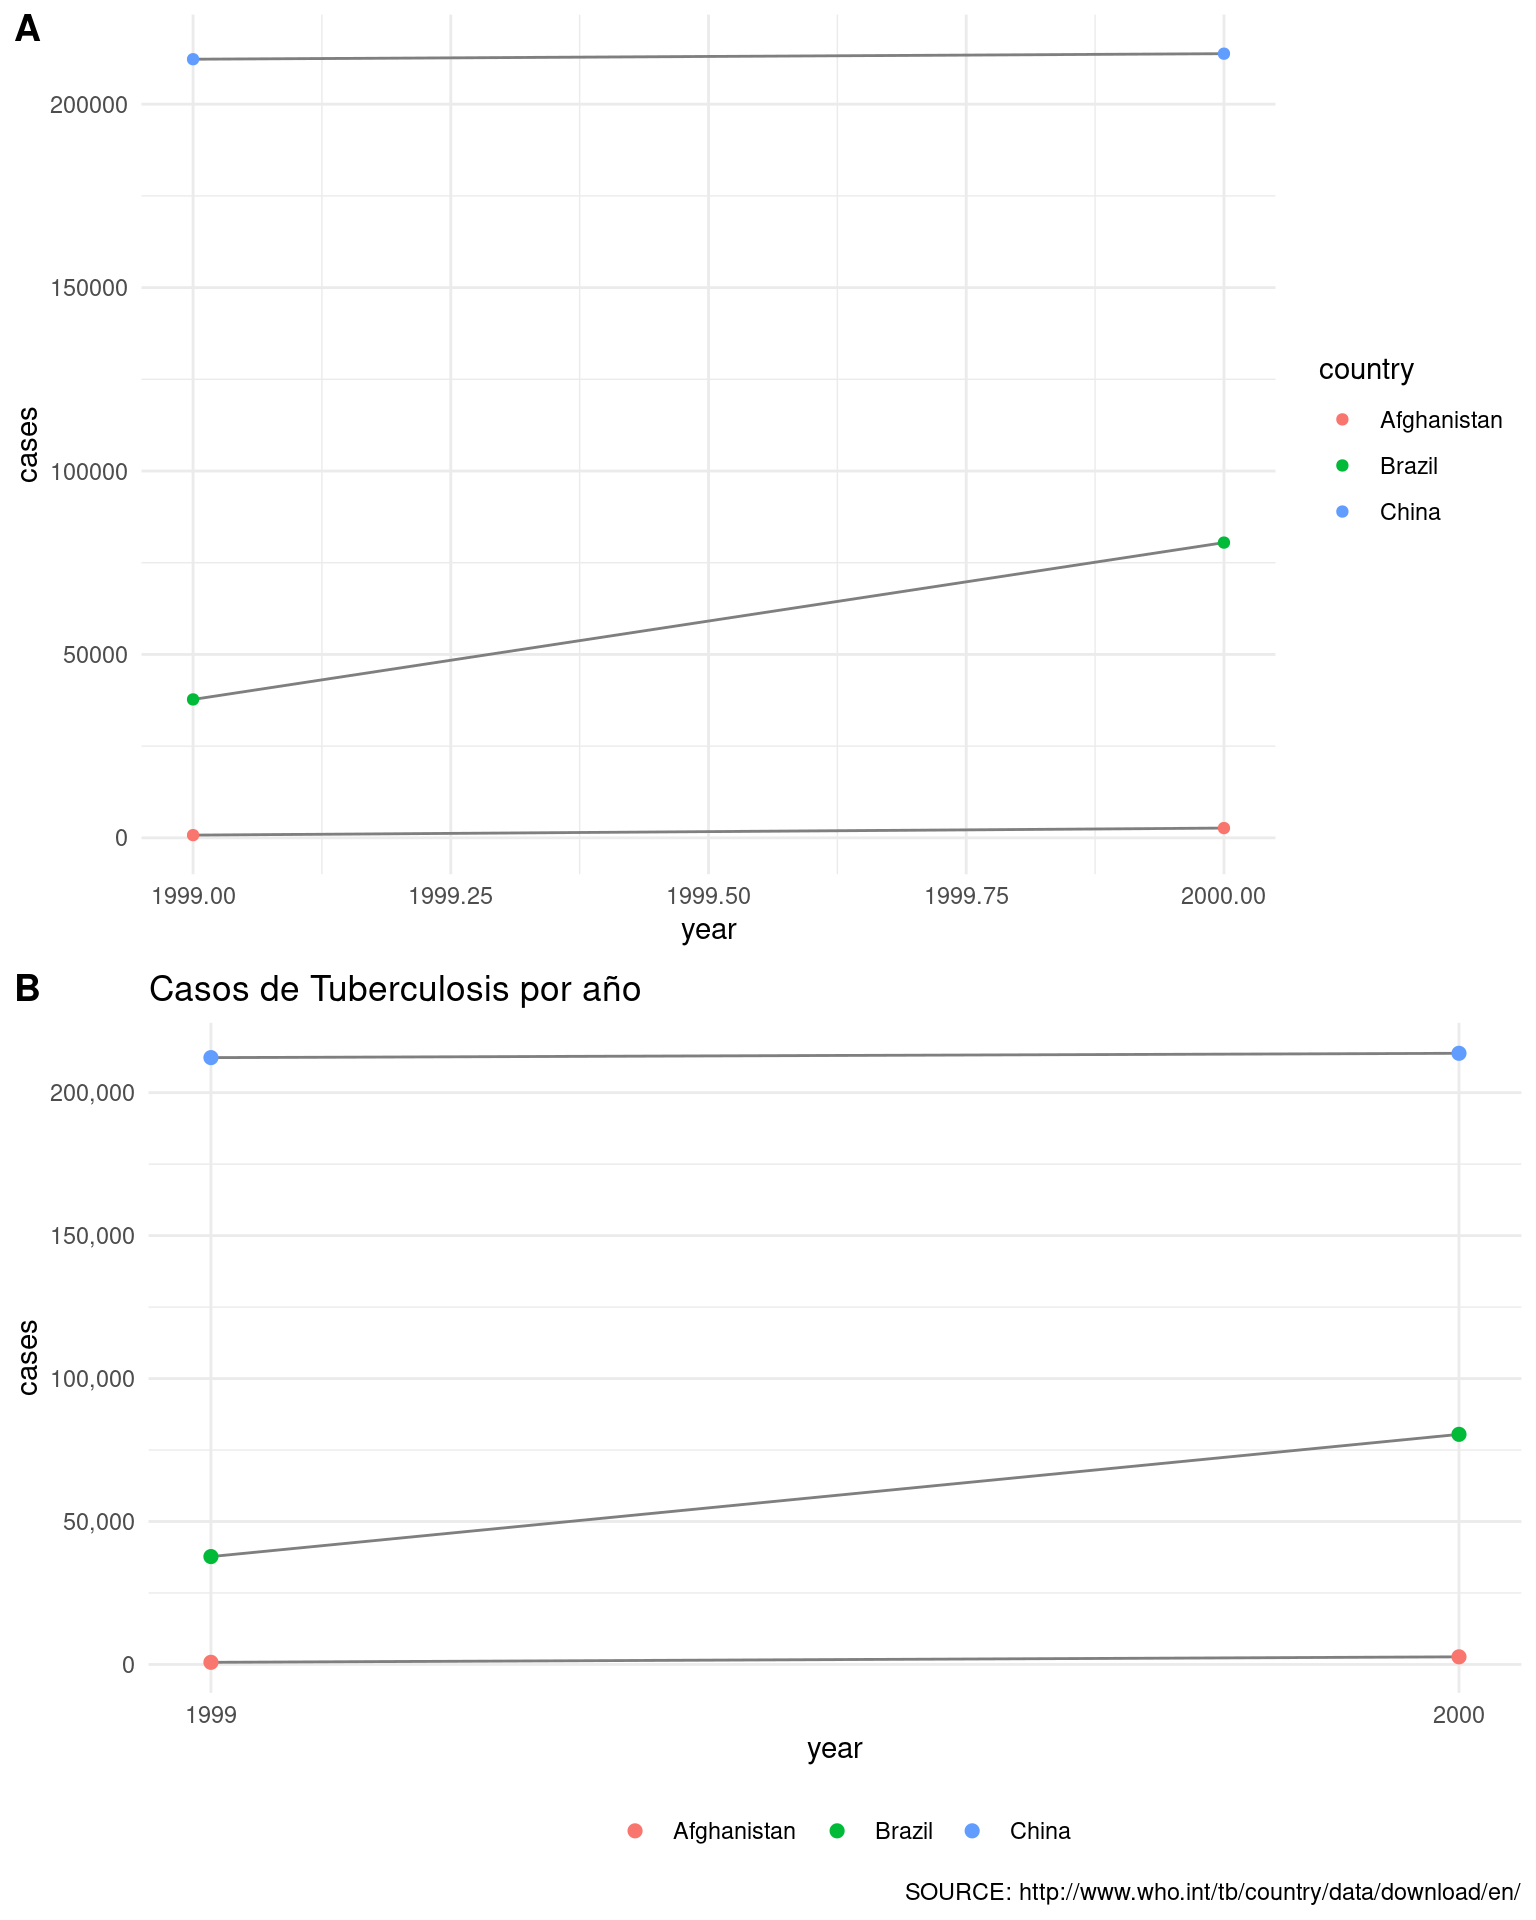 A
200000
150000
100000
50000
0
cases
1999.00 1999.25 1999.50 1999.75 2000.00
year
country
Afghanistan
Brazil
China
B
Casos de Tuberculosis por año
200,000
150,000
100,000
50,000
0
cases
1999 2000
year
Afghanistan Brazil China
SOURCE: http://www.who.int/tb/country/data/download/en/